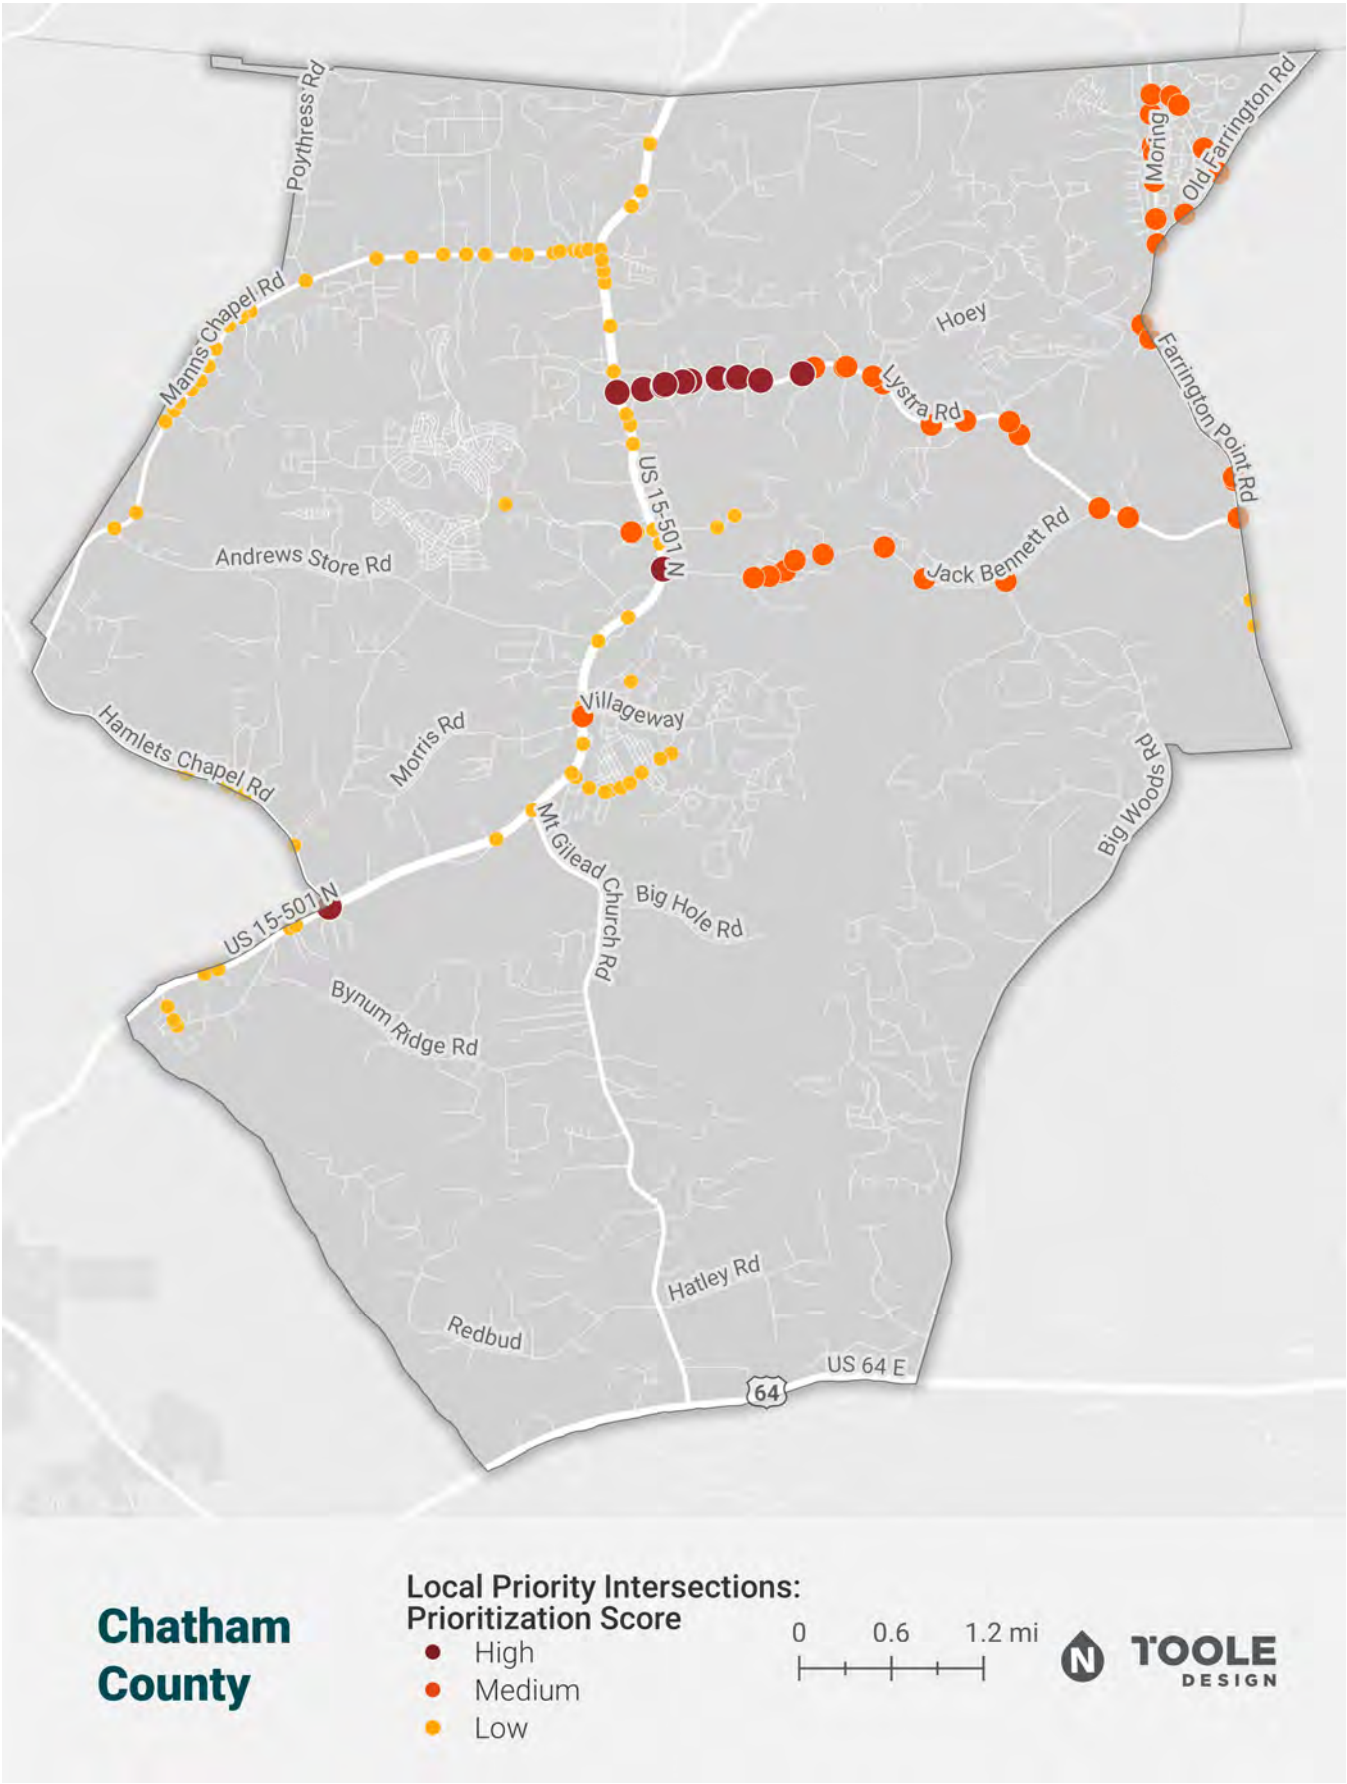 Poythress Rd
Moring
Old Farrington Rd
Manns Chapel Rd
Hoey
Farrington Point Rd
Lystra Rd
US 15-501 N
Andrews Store Rd
Jack Bennett Rd
Hamlets Chapel Rd
Morris Rd
Villageway
Big Woods Rd
Mt Gilead Church Rd
Big Hole Rd
US 15-501 N
Bynum Ridge Rd
Hatley Rd
Redbud
US 64 E
64
Chatham
County
Local Priority Intersections:
Prioritization Score
High
Medium
Low
0 0.6 1.2 mi
N
TOOLE
DESIGN